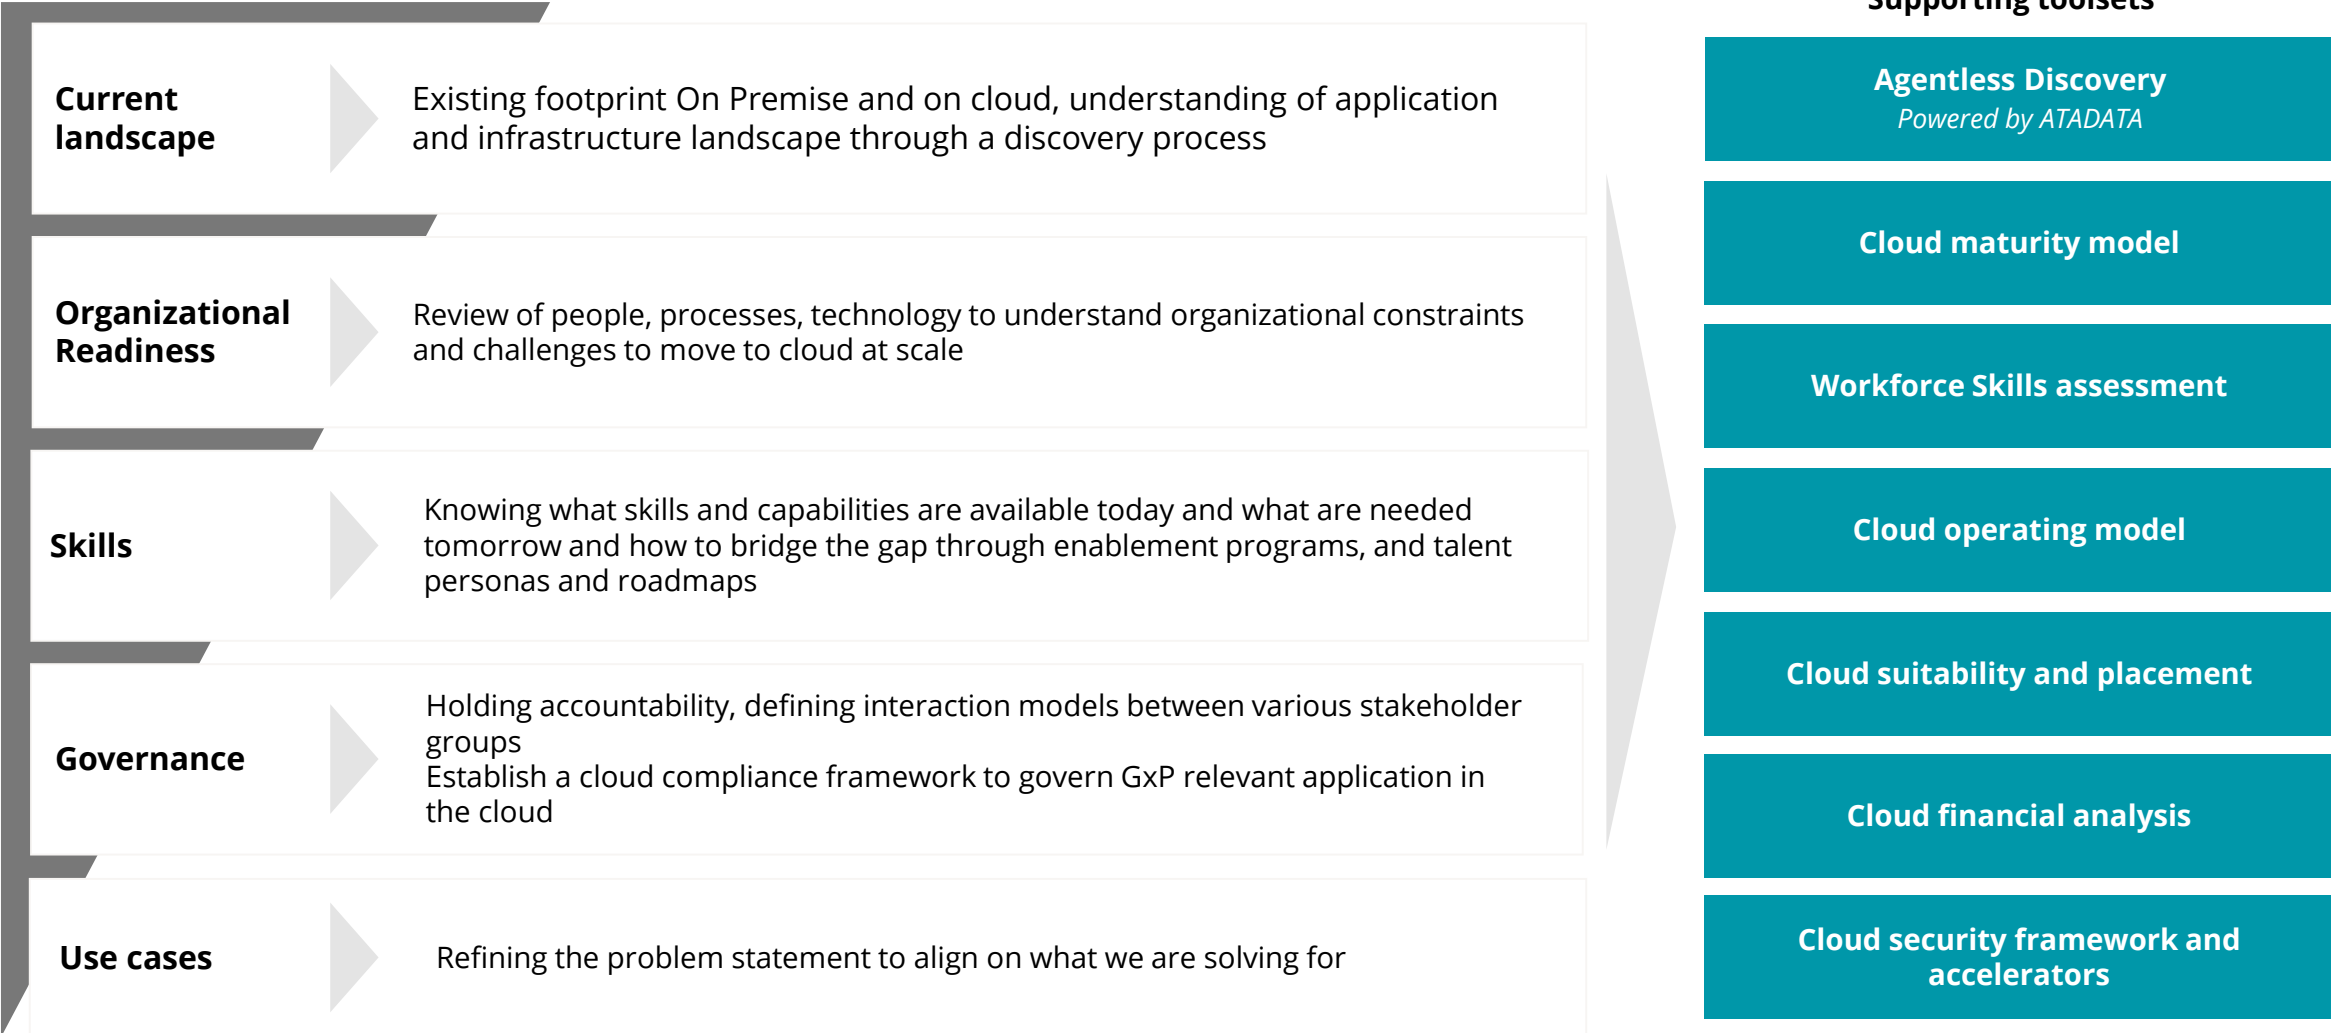 Supporting toolsets
Current
landscape
Existing footprint On Premise and on cloud, understanding of application
and infrastructure landscape through a discovery process
Organizational
Readiness
Review of people, processes, technology to understand organizational constraints
and challenges to move to cloud at scale
Skills
Knowing what skills and capabilities are available today and what are needed
tomorrow and how to bridge the gap through enablement programs, and talent
personas and roadmaps
Governance
Holding accountability, defining interaction models between various stakeholder
groups
Establish a cloud compliance framework to govern GxP relevant application in
the cloud
Use cases
Refining the problem statement to align on what we are solving for
Agentless Discovery
Powered by ATADATA
Cloud maturity model
Workforce Skills assessment
Cloud operating model
Cloud suitability and placement
Cloud financial analysis
Cloud security framework and
accelerators